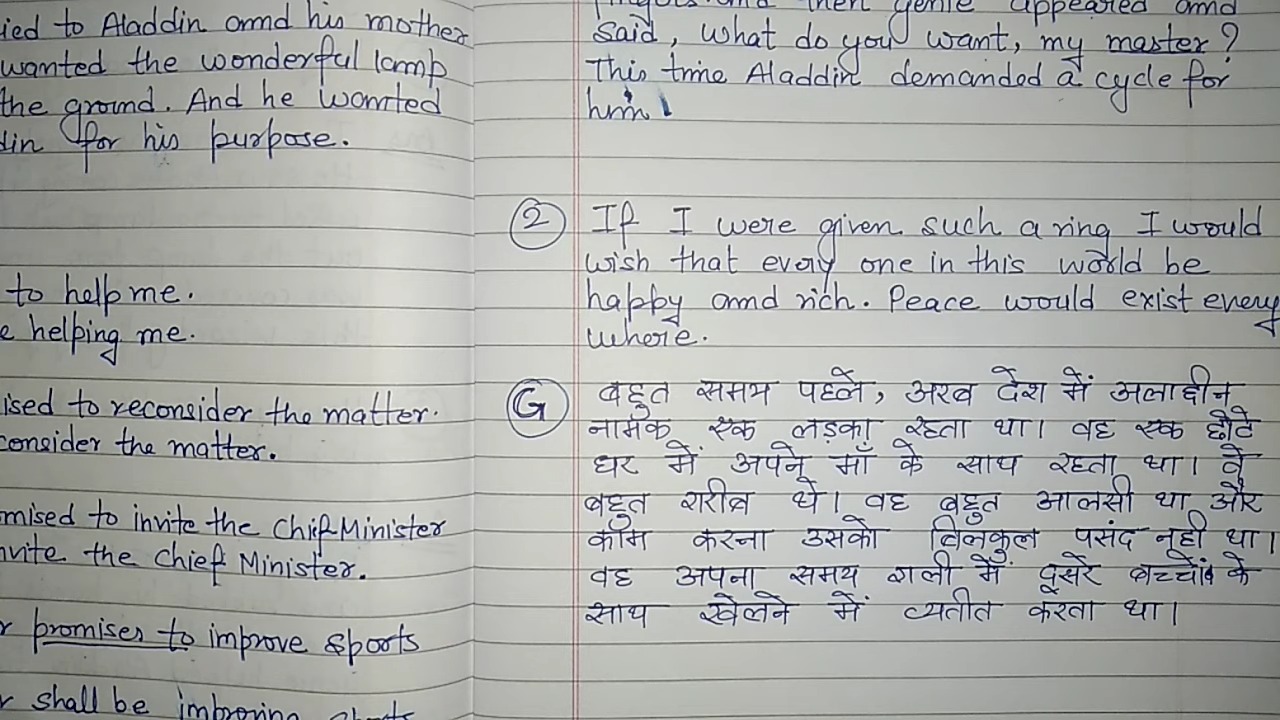 ied to Aladdin and his mother
wanted the wonderful lamp
the ground. And he wanted
din for his purpose.
to help me.
e helping me.
ised to reconsider the matter.
consider the matter.
mised to invite the Chief Minister
nvite the Chief Minister.
r promises to improve sports
r shall be improving sports
then genie appeared and
said, what do you want, my master?
This time Aladdin demanded a cycle for
him
2 If I were given such a ring I would
wish that every one in this world be
happy and rich. Peace would exist every
where.
G बहुत समय पहले, अरब देश में अलाद्दीन
नामक एक लड़का रहता था। वह एक छोटे
घर में अपने माँ के साथ रहता था। वे
बहुत गरीब थे। वह बहुत आलसी था और
काम करना उसको बिलकुल पसंद नही था।
वह अपना समय गली में दूसरे बच्चों के
साथ खेलने में व्यतीत करता था।